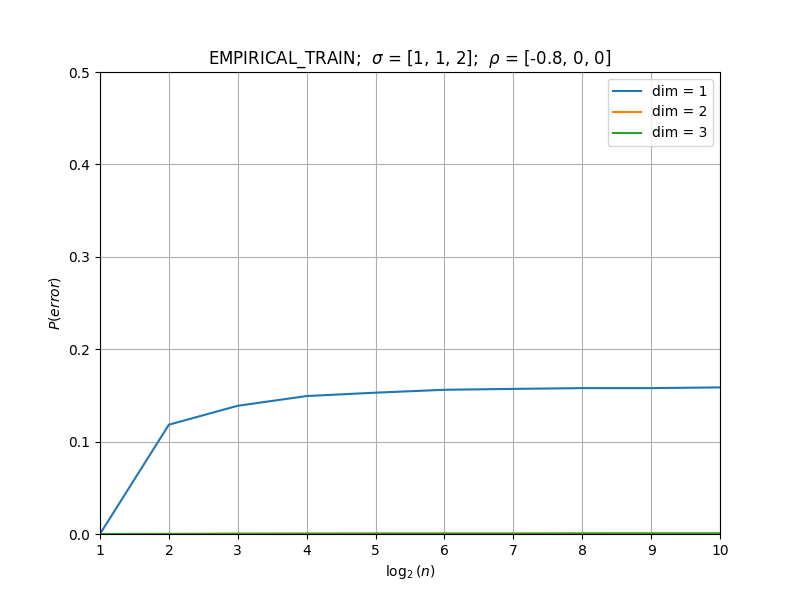 EMPIRICAL_TRAIN;  σ = [1, 1, 2];  ρ = [-0.8, 0, 0]
dim = 1
dim = 2
dim = 3
0.5
0.4
0.3
0.2
0.1
0.0
P(error)
1 2 3 4 5 6 7 8 9 10
log₂(n)